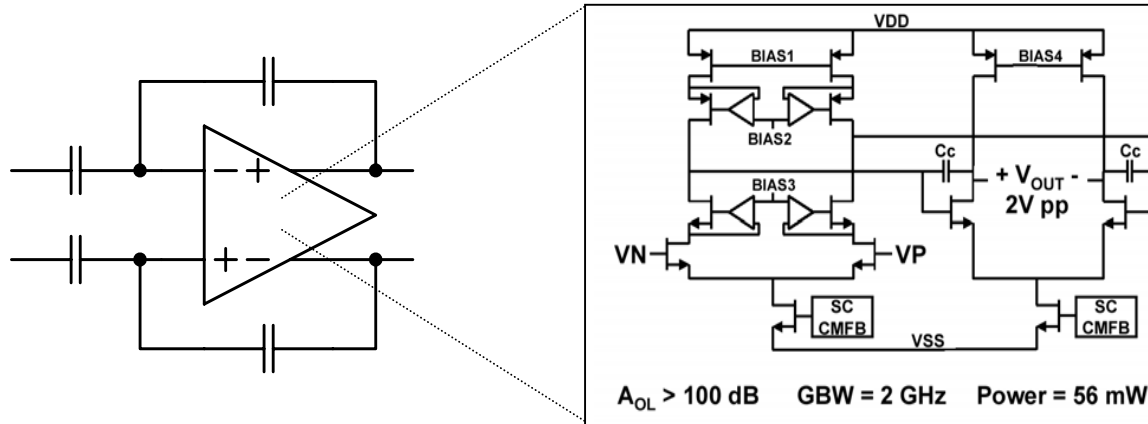 VDD
BIAS1
BIAS4
BIAS2
Cc
Cc
+ VOUT -
2V pp
BIAS3
VN
VP
SC
CMFB
SC
CMFB
VSS
AOL > 100 dB GBW = 2 GHz Power = 56 mW
- +
+ -